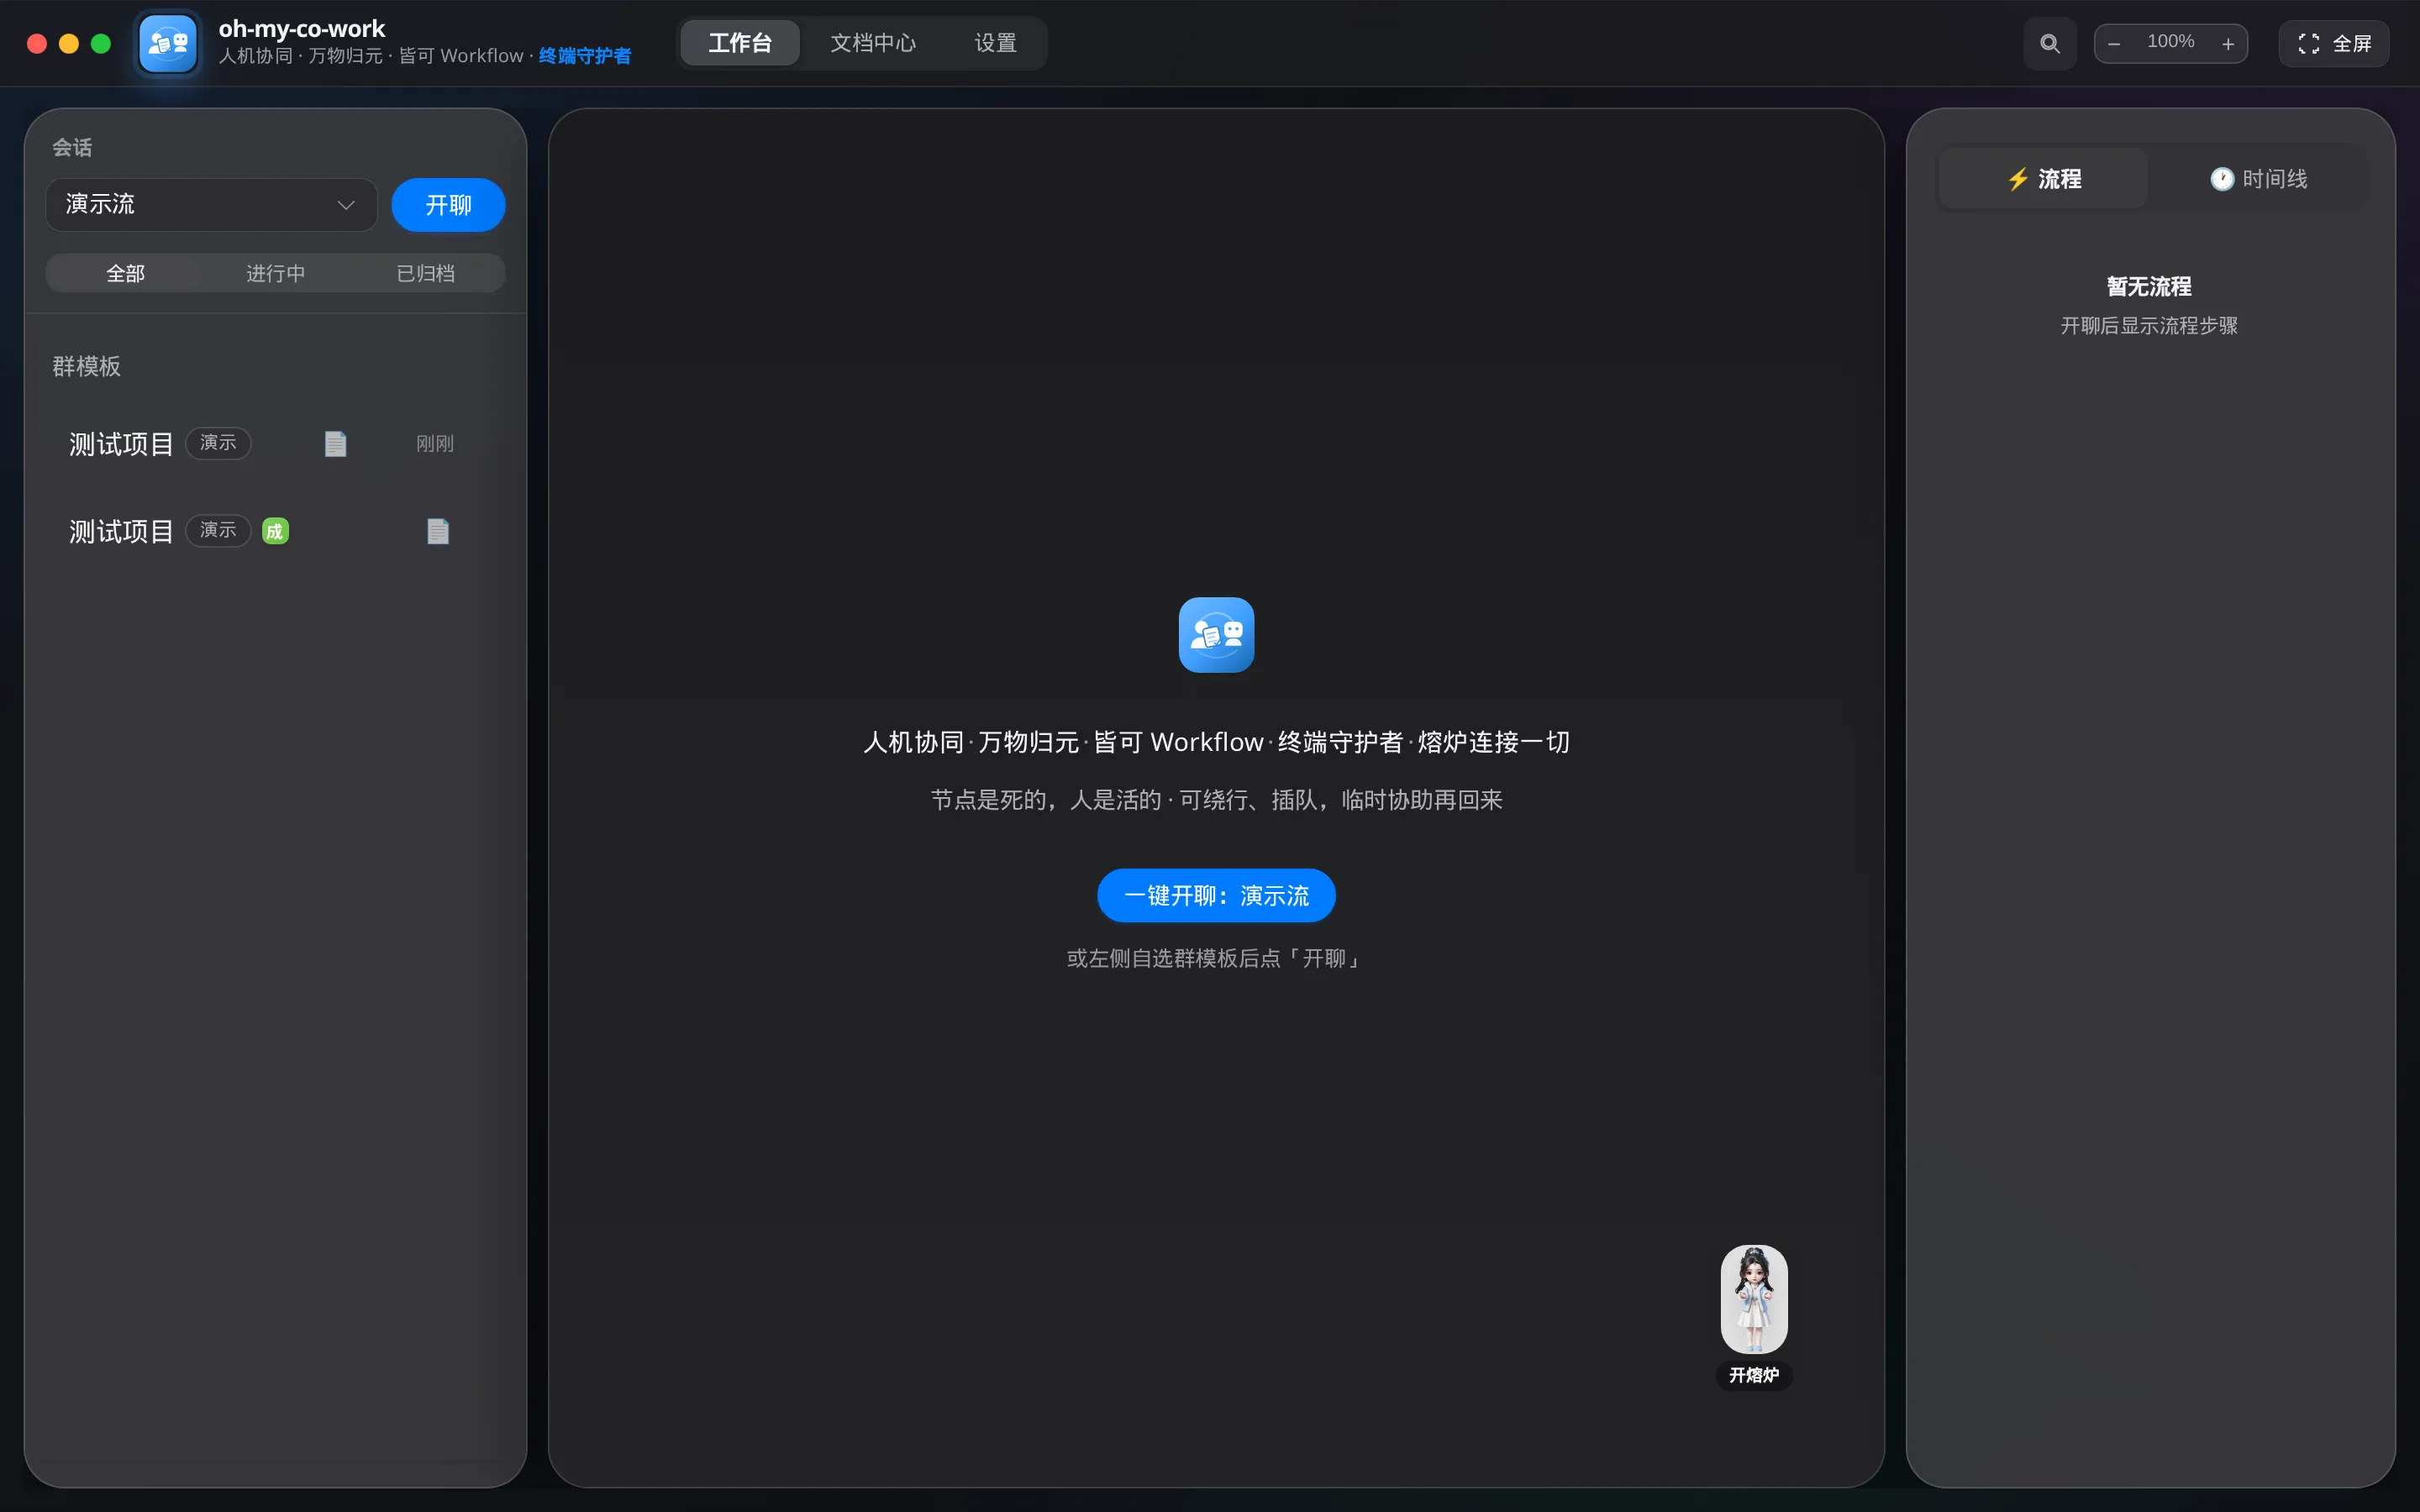 oh-my-co-work
人机协同 · 万物归元 · 皆可 Workflow · 终端守护者
工作台
文档中心
设置
100%
全屏
会话
演示流
开聊
全部
进行中
已归档
群模板
测试项目 演示 刚刚
测试项目 演示 成
人机协同·万物归元·皆可 Workflow·终端守护者·熔炉连接一切
节点是死的，人是活的 · 可绕行、插队，临时协助再回来
一键开聊：演示流
或左侧自选群模板后点「开聊」
开熔炉
流程
时间线
暂无流程
开聊后显示流程步骤